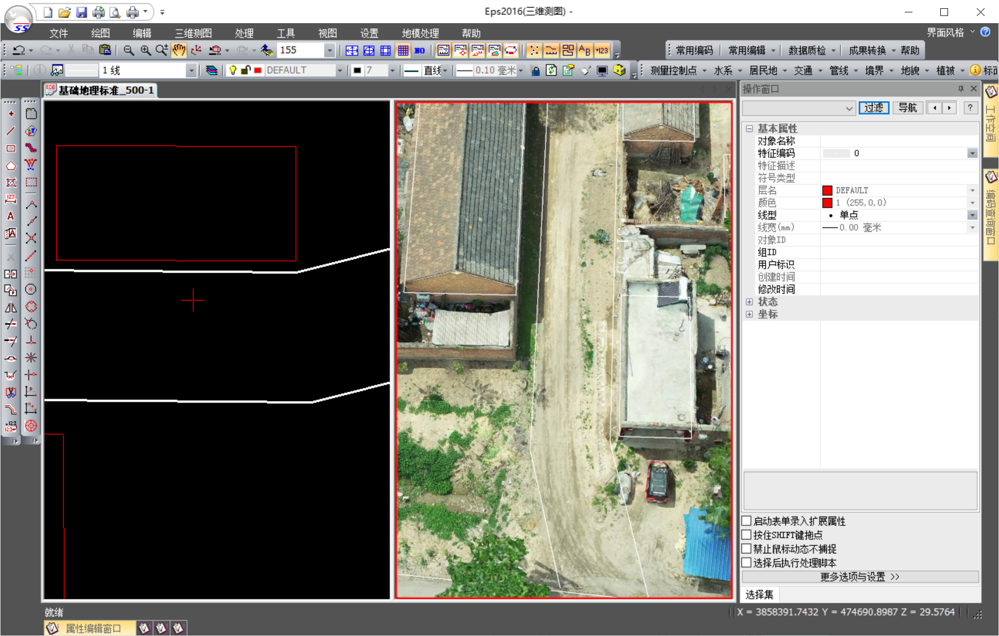 Eps2016(三维测图) -
文件 绘图 编辑 三维测图 处理 工具 视图 设置 地模处理 帮助 界面风格
155 NO AB +123 常用编码 常用编辑 数据质检 成果转换 帮助
1 线 DEFAULT 7 直线 0.10 毫米 测量控制点 水系 居民地 交通 管线 境界 地貌 植被
基础地理标准_500-1
操作窗口
过滤 导航 ?
工作空间
编码查询窗口
基本属性
对象名称
特征编码 0
特征描述
符号类型
层名 DEFAULT
颜色 1 (255,0,0)
线型 单点
线宽(mm) 0.00 毫米
对象ID
组ID
用户标识
创建时间
修改时间
状态
坐标
启动表单录入扩展属性
按住SHIFT键拖点
禁止鼠标动态不捕捉
选择后执行处理脚本
更多选项与设置 >>
选择集
就绪 X = 3858391.7432 Y = 474690.8987 Z = 29.5764
属性编辑窗口